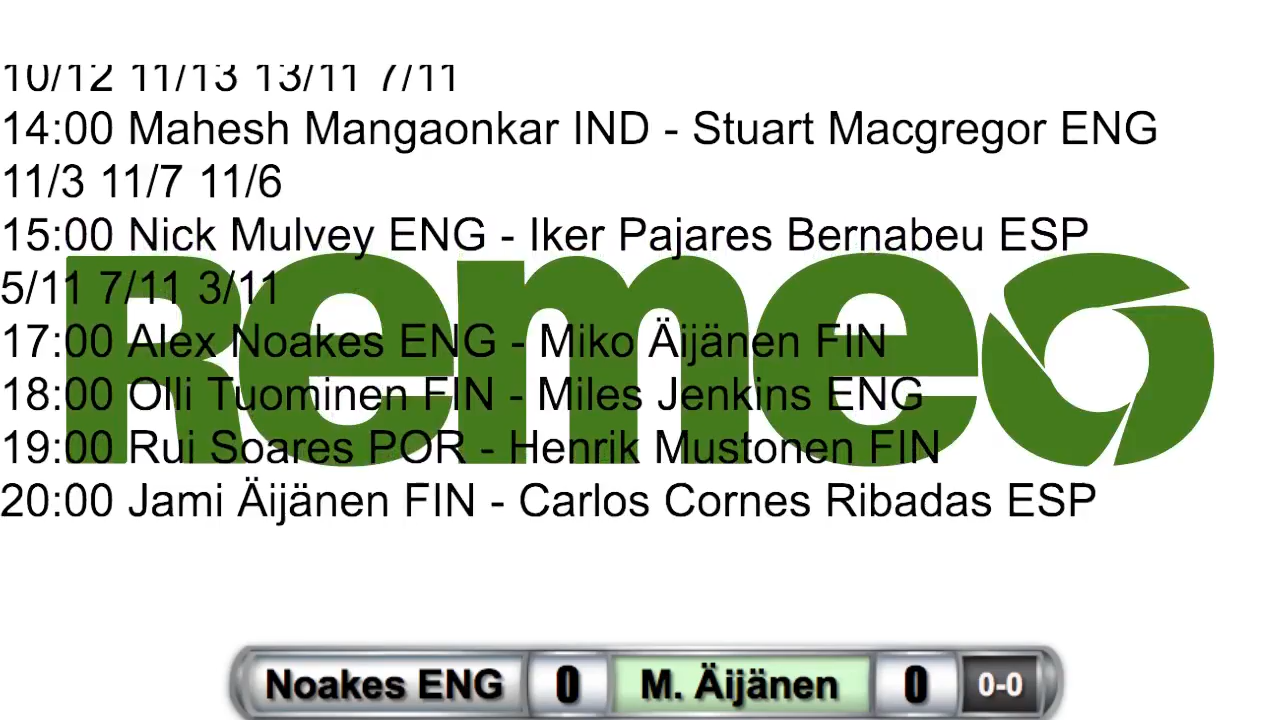 10/12 11/13 13/11 7/11
14:00 Mahesh Mangaonkar IND - Stuart Macgregor ENG
11/3 11/7 11/6
15:00 Nick Mulvey ENG - Iker Pajares Bernabeu ESP
5/11 7/11 3/11
Remeo
17:00 Alex Noakes ENG - Miko Äijänen FIN
18:00 Olli Tuominen FIN - Miles Jenkins ENG
19:00 Rui Soares POR - Henrik Mustonen FIN
20:00 Jami Äijänen FIN - Carlos Cornes Ribadas ESP
Noakes ENG 0 M. Äijänen 0 0-0